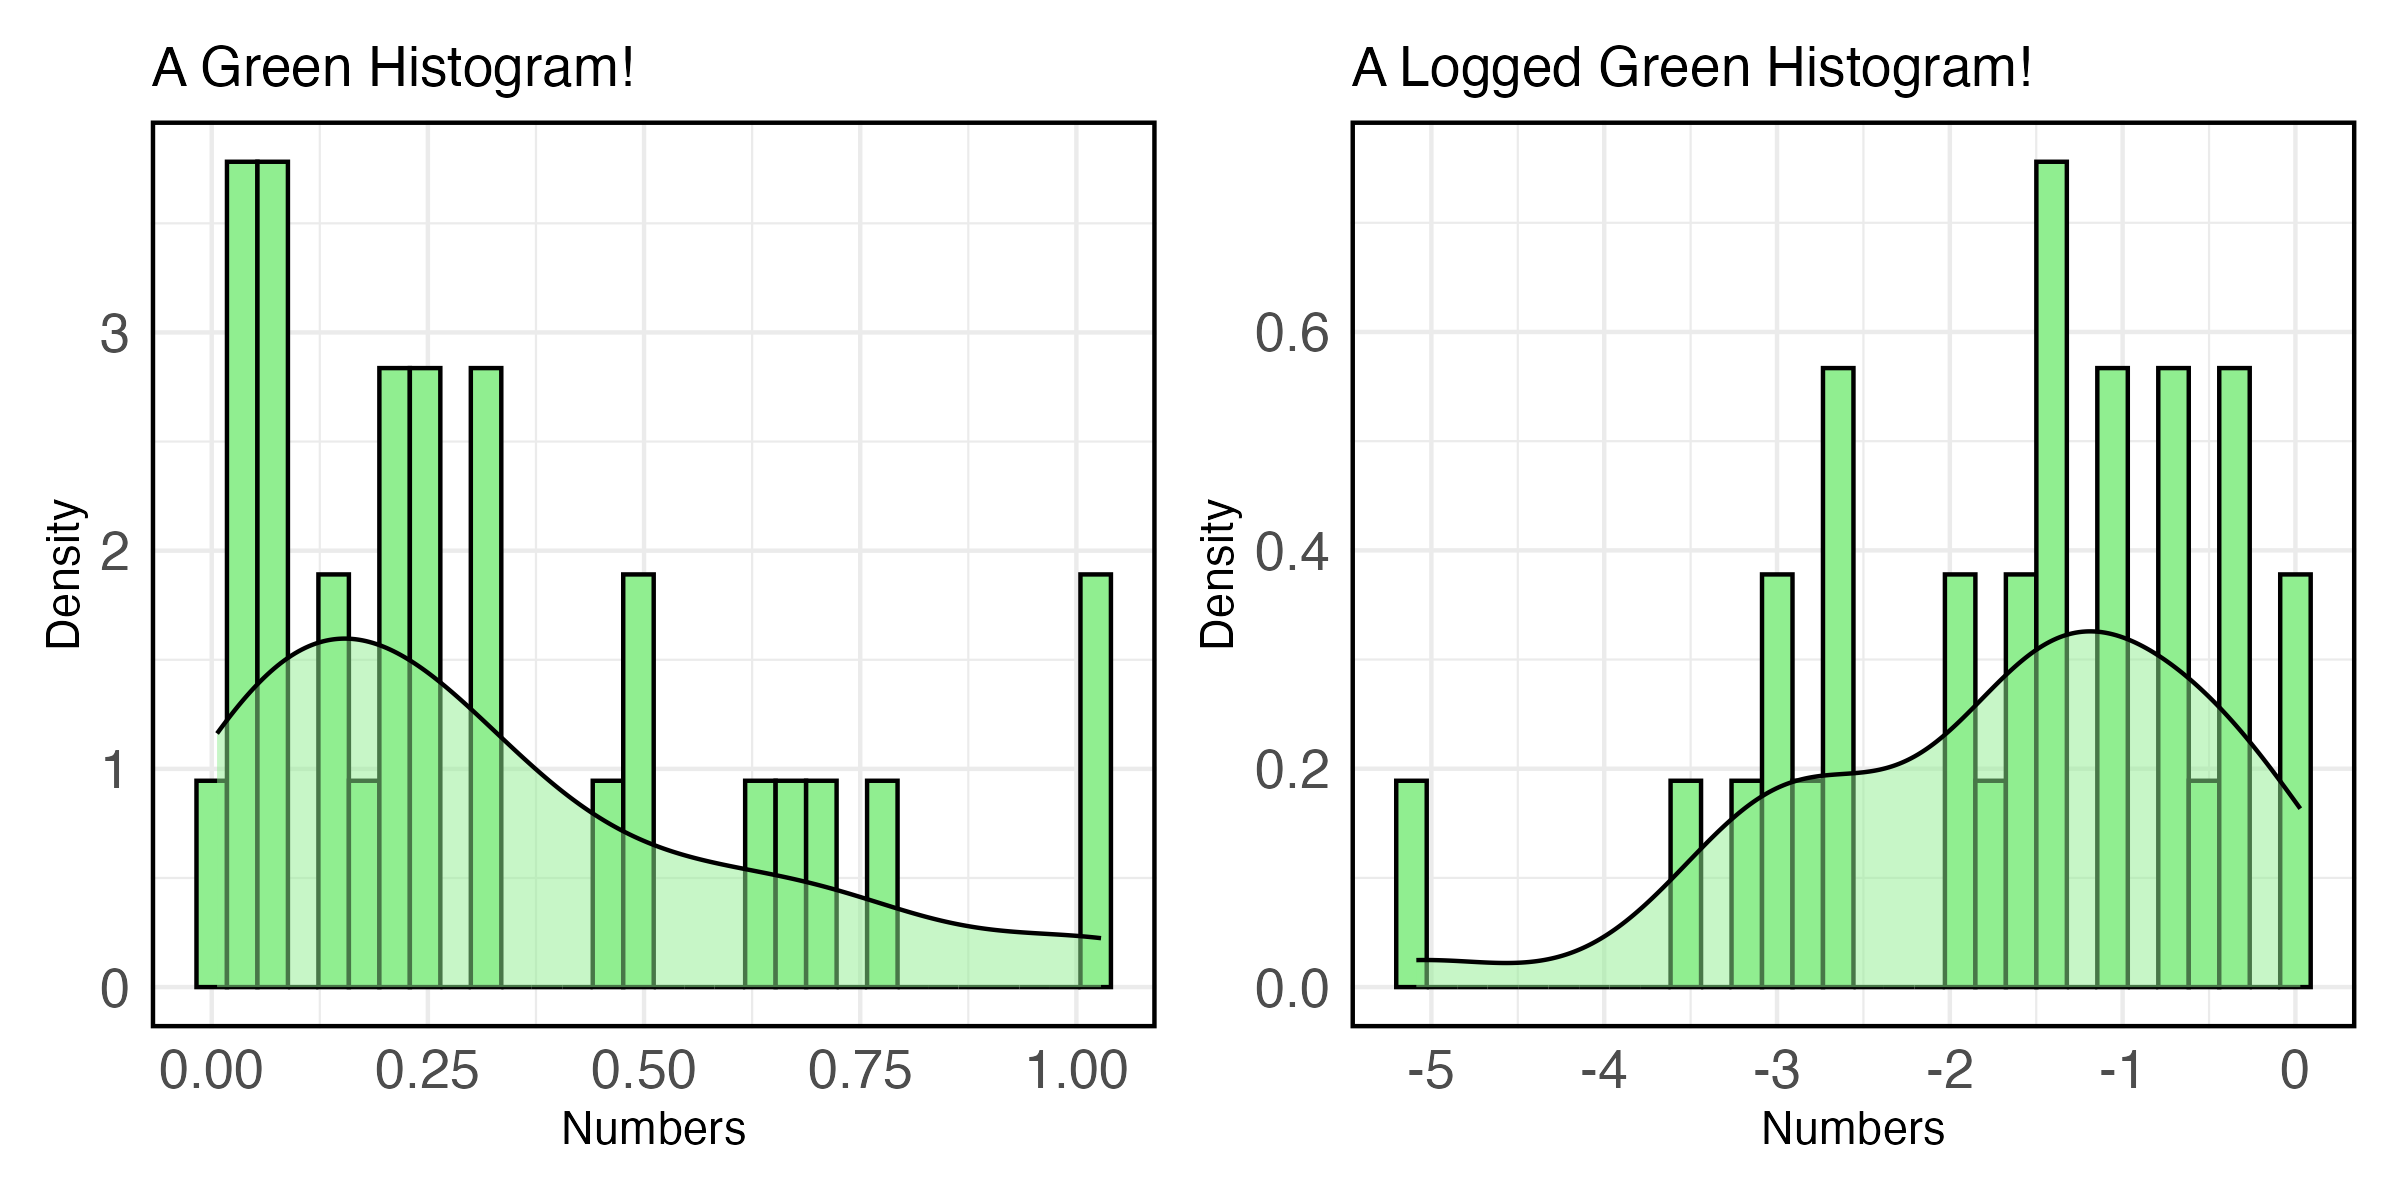 A Green Histogram!
Density
3
2
1
0
0.00 0.25 0.50 0.75 1.00
Numbers
A Logged Green Histogram!
Density
0.6
0.4
0.2
0.0
-5 -4 -3 -2 -1 0
Numbers